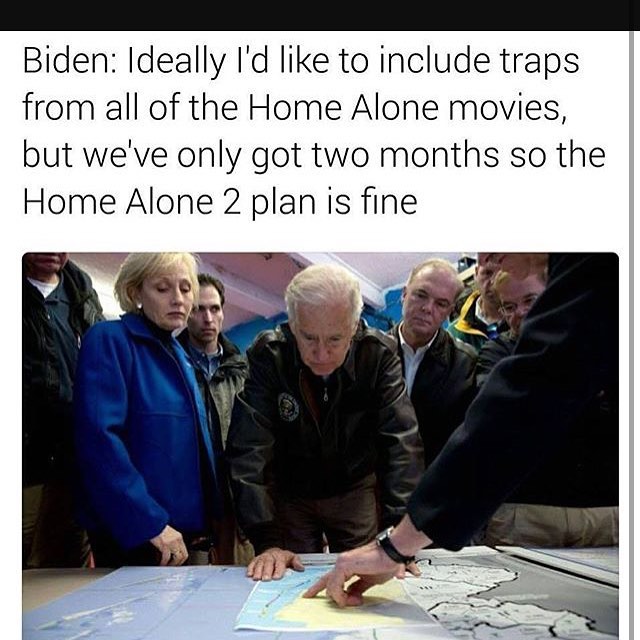 Biden: Ideally I'd like to include traps
from all of the Home Alone movies,
but we've only got two months so the
Home Alone 2 plan is fine